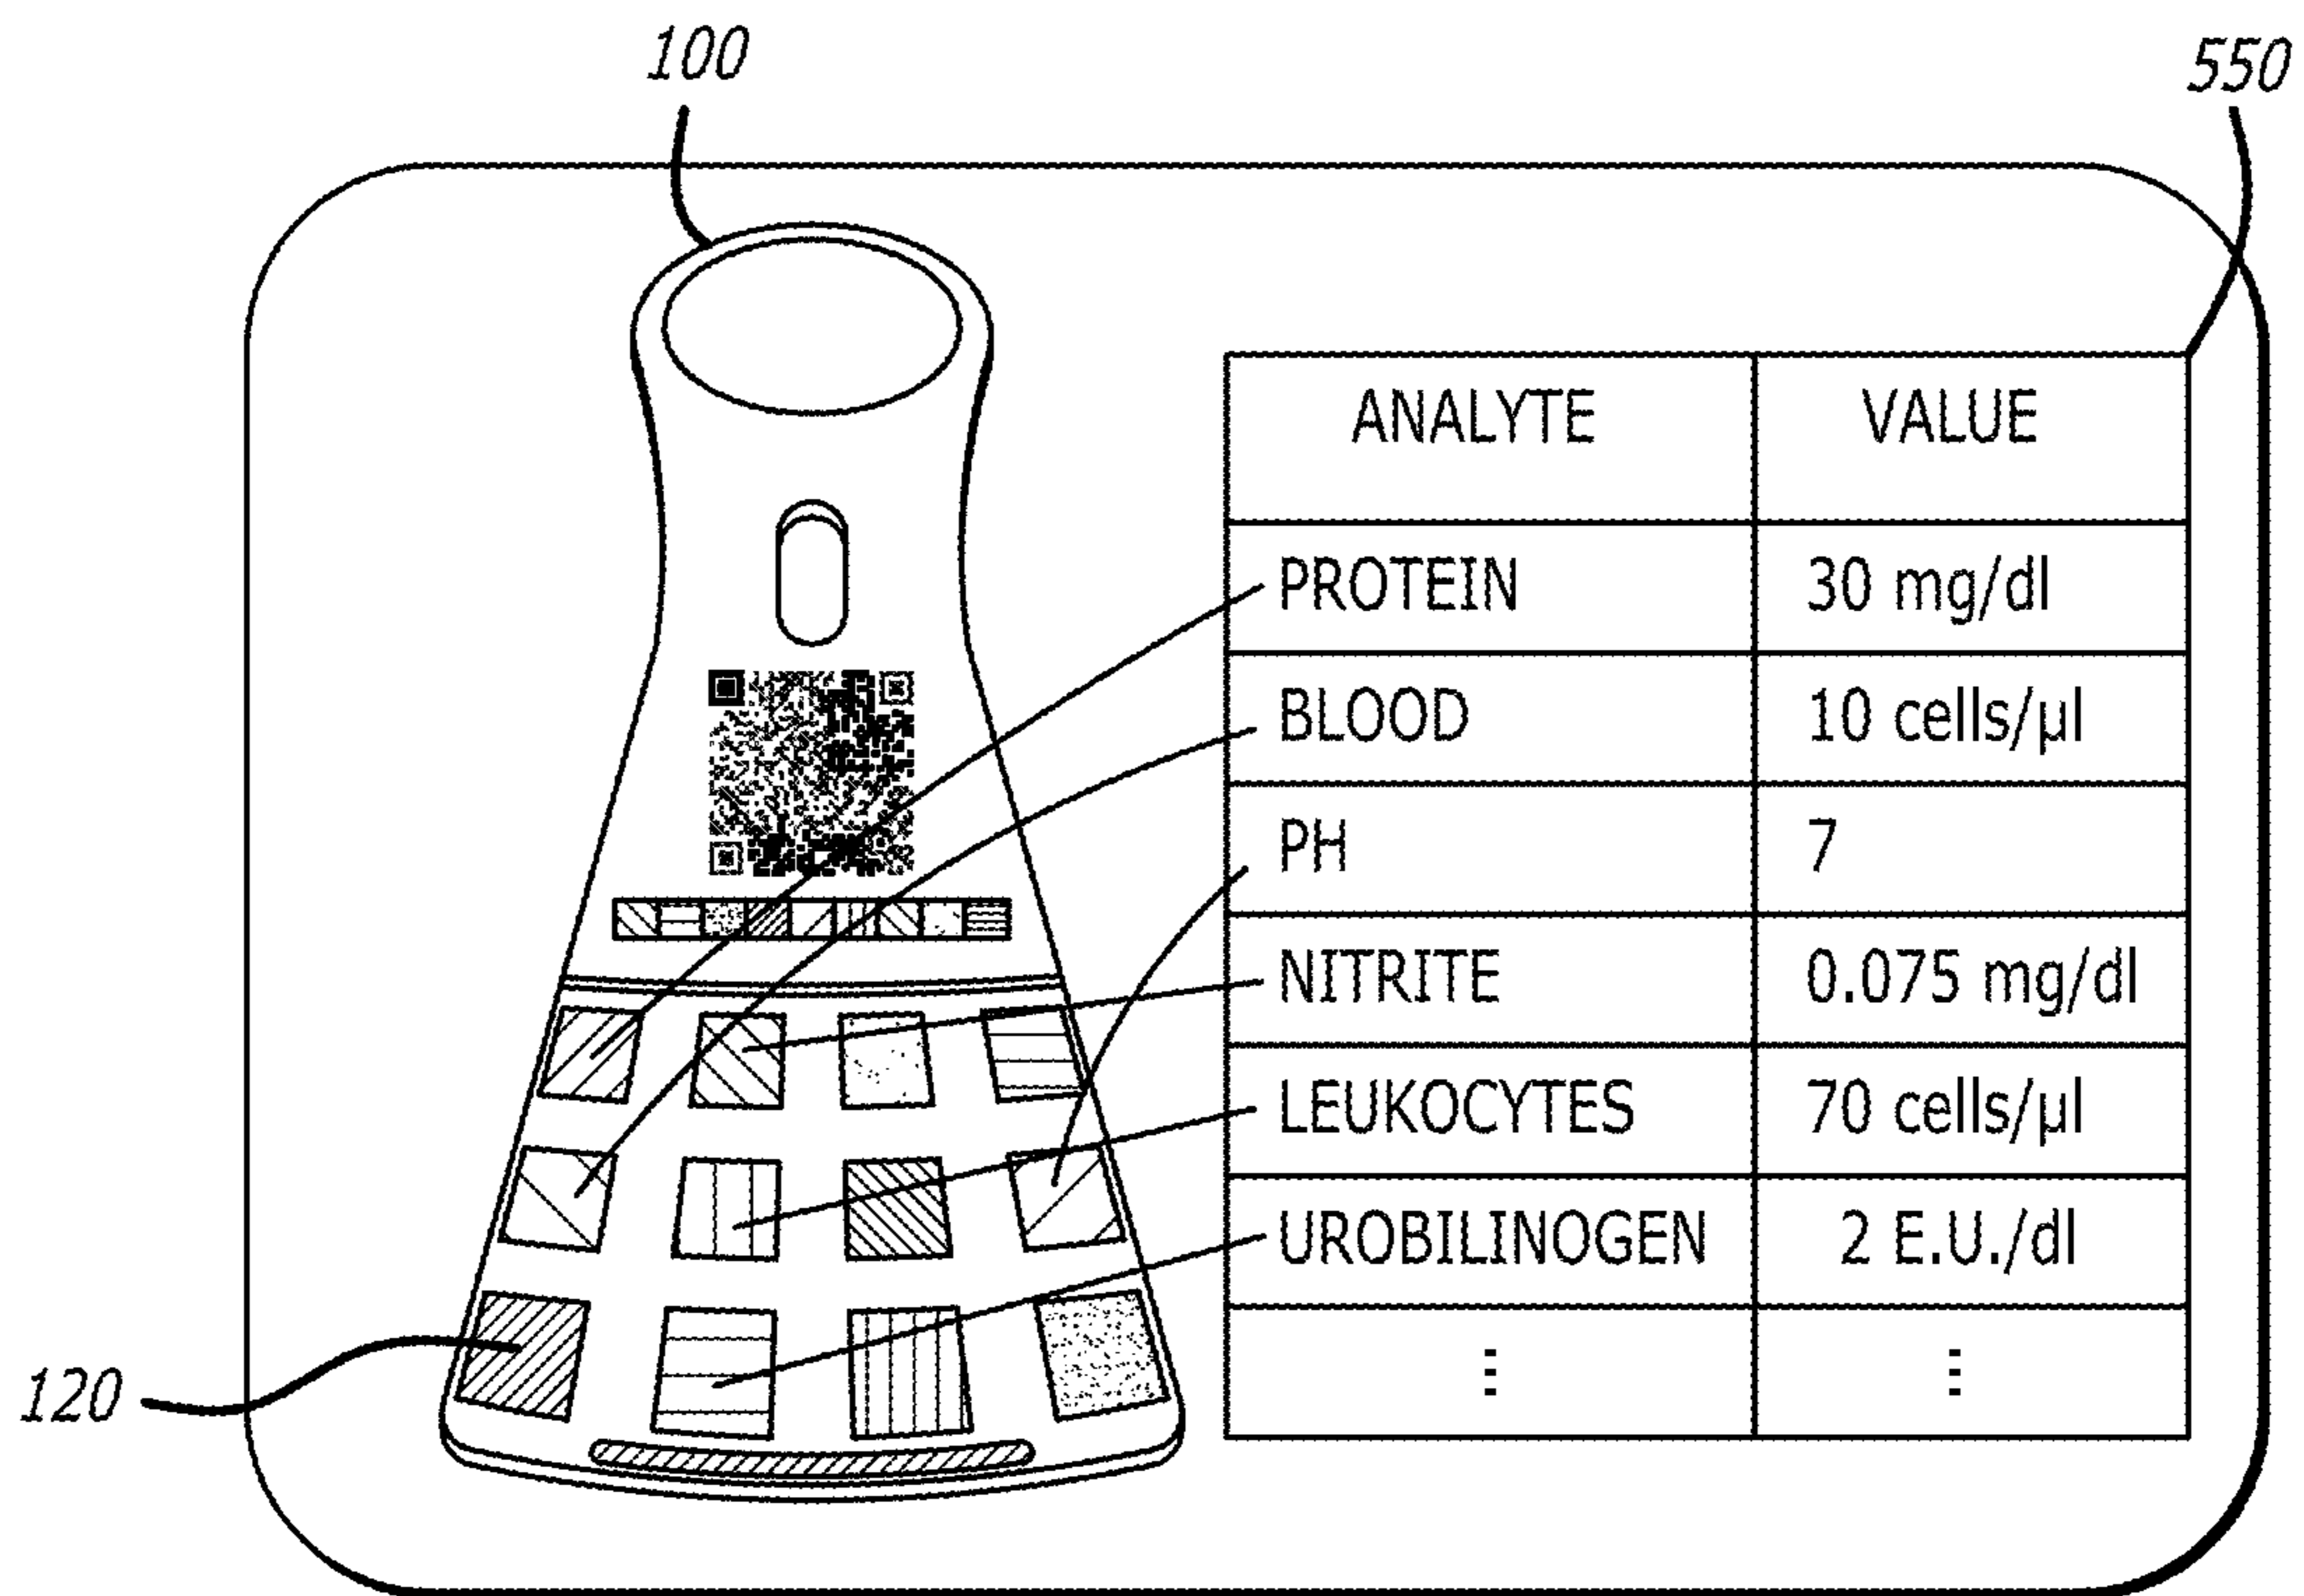 100
550
ANALYTE VALUE
PROTEIN 30 mg/dl
BLOOD 10 cells/µl
PH 7
NITRITE 0.075 mg/dl
LEUKOCYTES 70 cells/µl
UROBILINOGEN 2 E.U./dl
⋮ ⋮
120